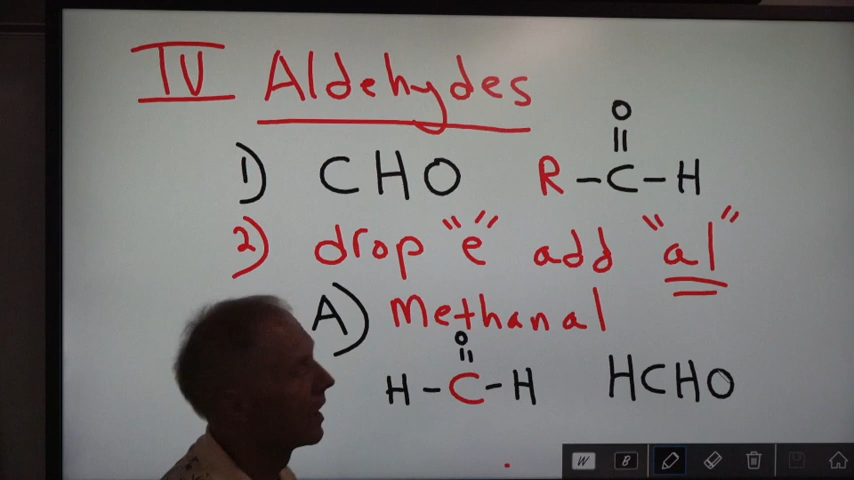 IV Aldehydes
O
1) CHO R-C-H
2) drop "e" add "al"
A) Methanal
O
H-C-H HCHO
W B